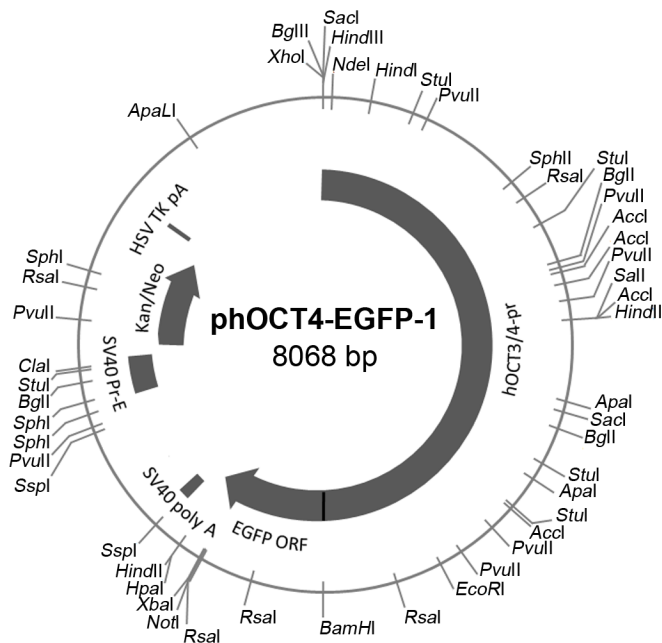 SacI
BglII
HindIII
XhoI
NdeI
HindI
StuI
PvuII
ApaLI
SphII
RsaI
StuI
BglI
PvuII
AccI
AccI
PvuII
SalI
AccI
HindII
HSV TK pA
Kan/Neo
SphI
RsaI
PvuII
phOCT4-EGFP-1
8068 bp
hOCT3/4-pr
SV40 Pr-E
ClaI
StuI
BglI
SphI
SphI
PvuII
SspI
ApaI
SacI
BglI
StuI
ApaI
StuI
AccI
PvuII
PvuII
EcoRI
RsaI
BamHI
RsaI
EGFP ORF
SV40 poly A
SspI
HindII
HpaI
XbaI
NotI
RsaI